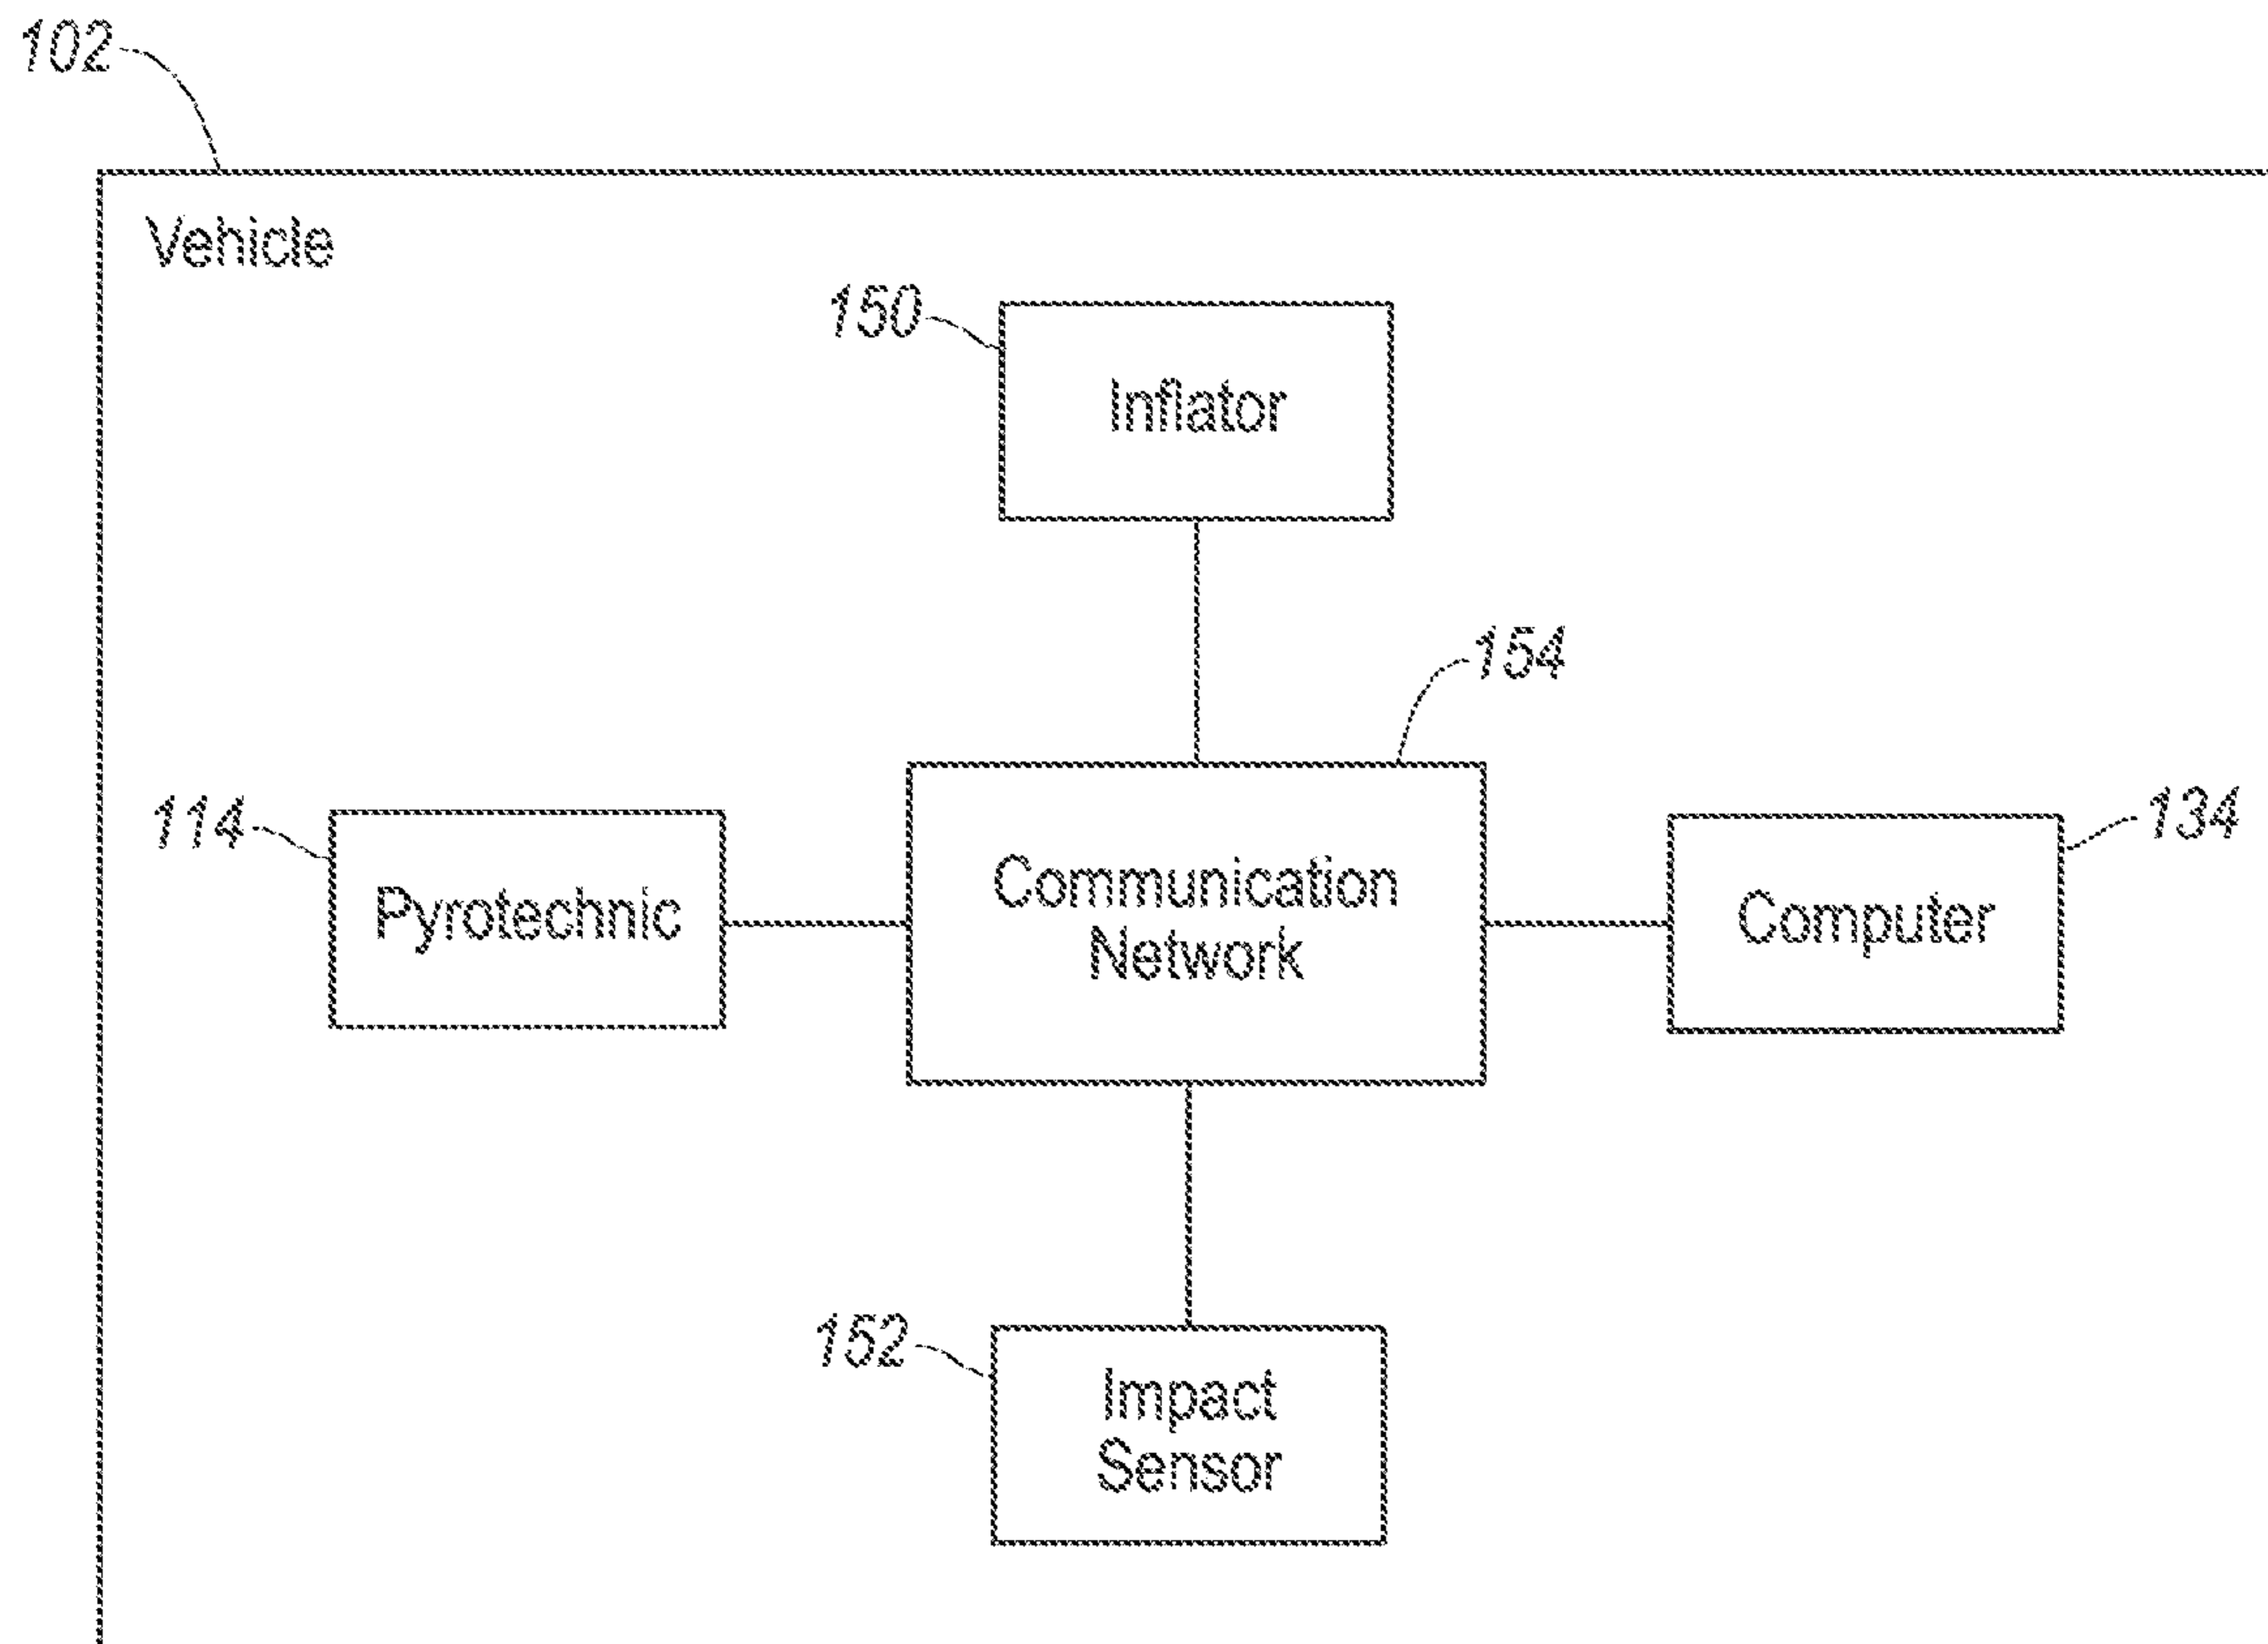 102
Vehicle
150
Inflator
154
114
Pyrotechnic
Communication
Network
134
Computer
152
Impact
Sensor